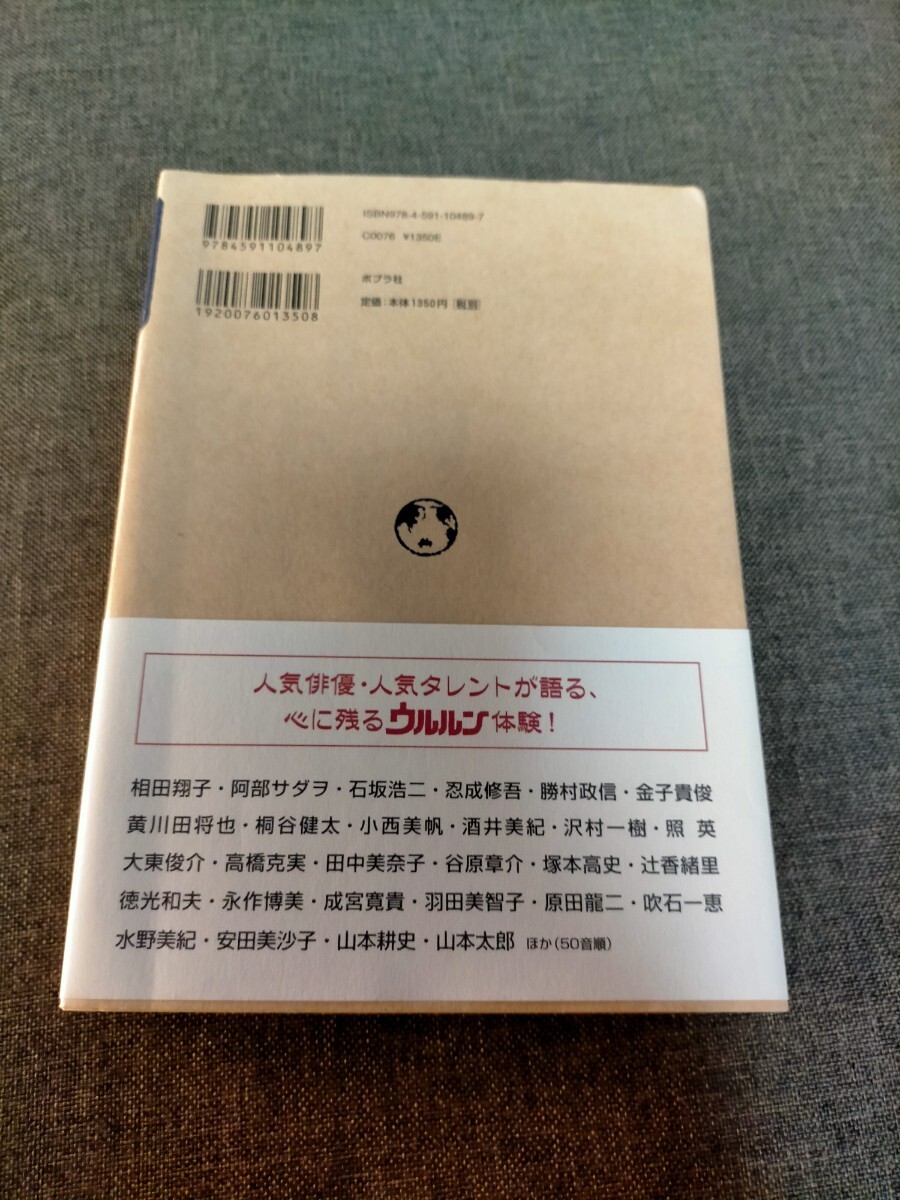 9784591104897
ISBN978-4-591-10489-7
C0076 ¥1350E
1920076013508
ポプラ社
定価:本体1350円 税別
人気俳優・人気タレントが語る、
心に残るウルルン体験!
相田翔子・阿部サダヲ・石坂浩二・忍成修吾・勝村政信・金子貴俊
黄川田将也・桐谷健太・小西美帆・酒井美紀・沢村一樹・照 英
大東俊介・高橋克実・田中美奈子・谷原章介・塚本高史・辻香緒里
徳光和夫・永作博美・成宮寛貴・羽田美智子・原田龍二・吹石一恵
水野美紀・安田美沙子・山本耕史・山本太郎 ほか(50音順)